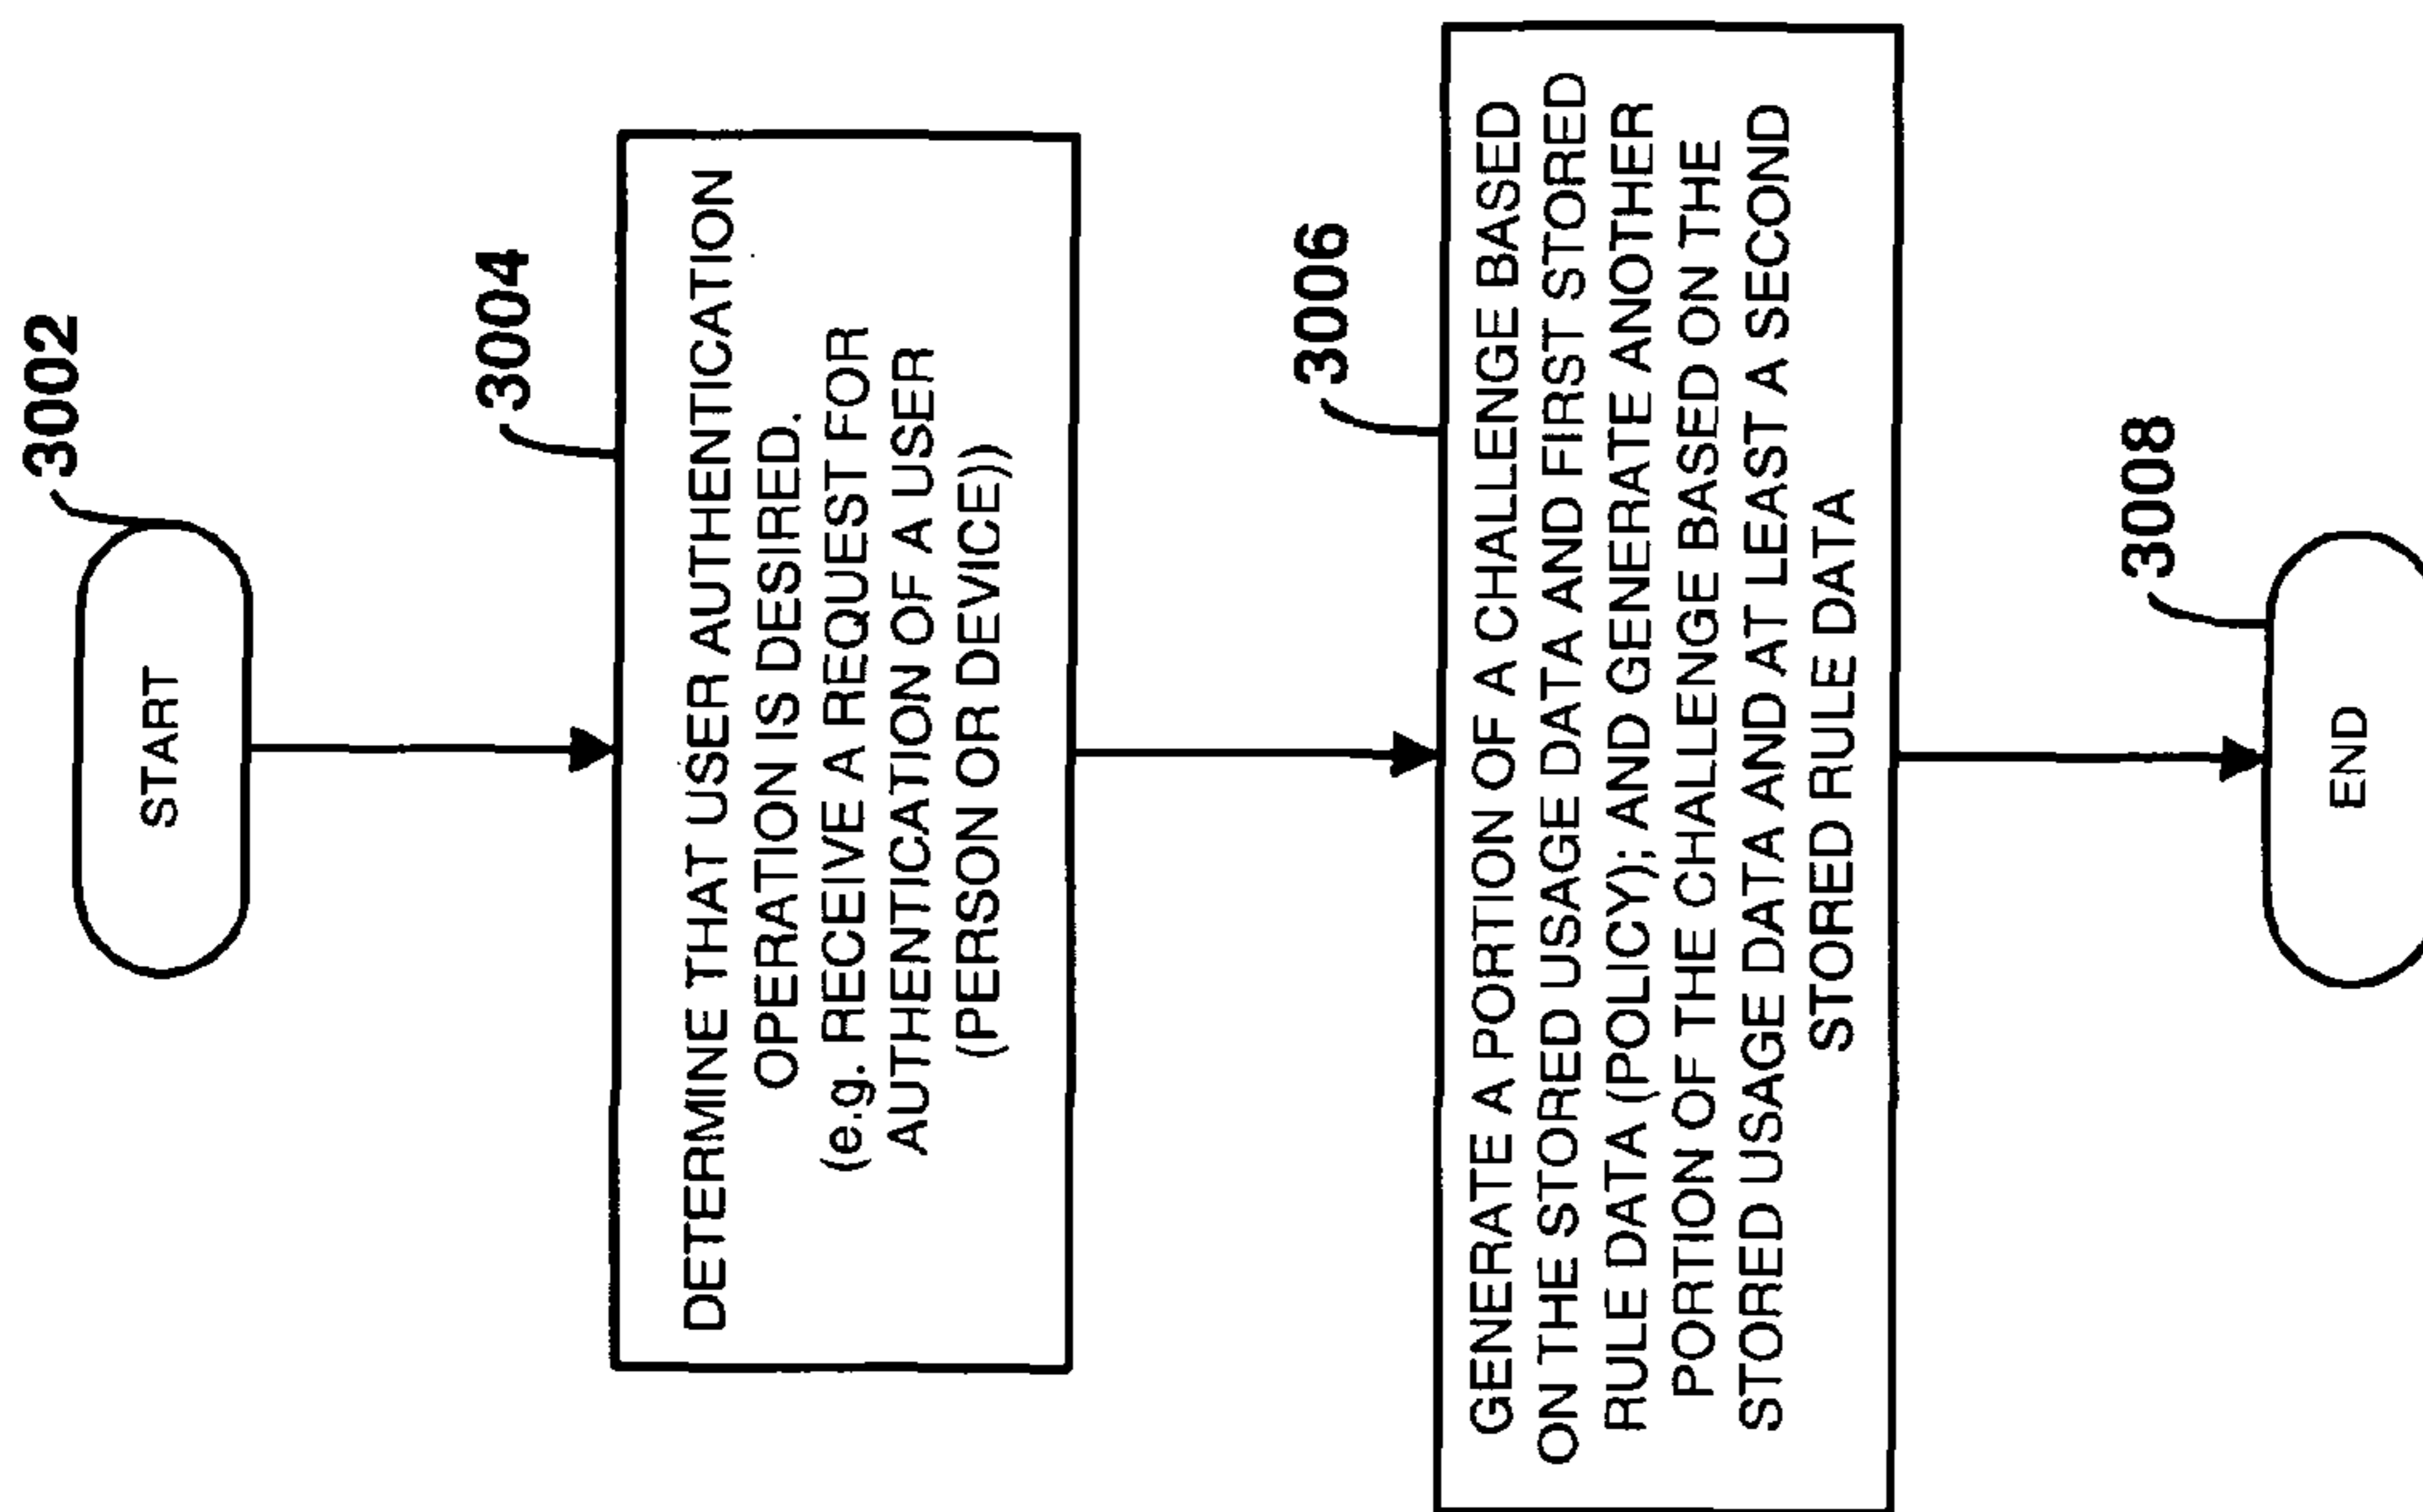 3002
START
3004
DETERMINE THAT USER AUTHENTICATION
OPERATION IS DESIRED.
(e.g. RECEIVE A REQUEST FOR
AUTHENTICATION OF A USER
(PERSON OR DEVICE))
3006
GENERATE A PORTION OF A CHALLENGE BASED
ON THE STORED USAGE DATA AND FIRST STORED
RULE DATA (POLICY); AND GENERATE ANOTHER
PORTION OF THE CHALLENGE BASED ON THE
STORED USAGE DATA AND AT LEAST A SECOND
STORED RULE DATA
3008
END